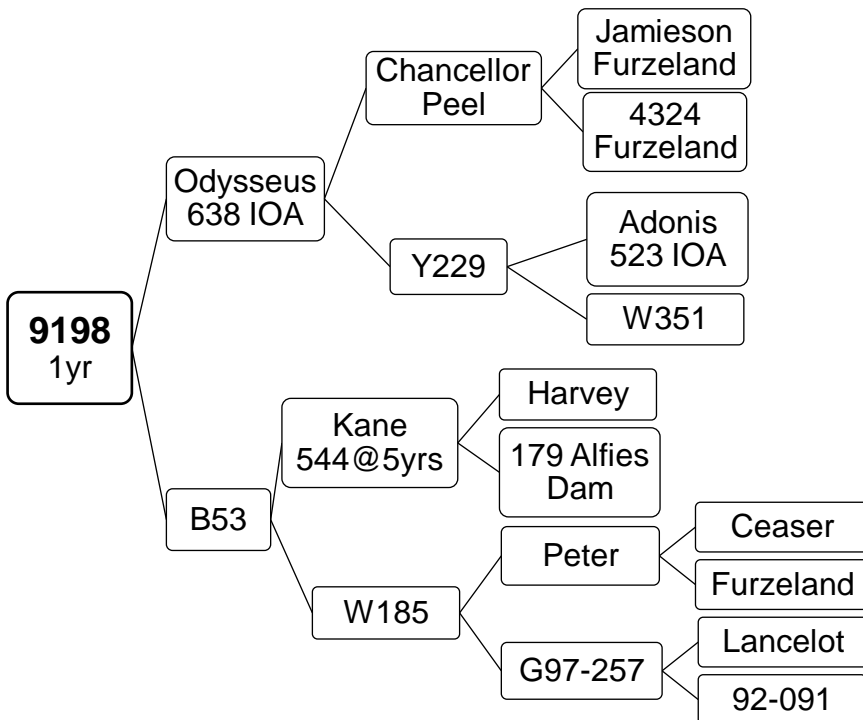 Jamieson
Furzeland
Chancellor
Peel
4324
Furzeland
Odysseus
638 IOA
Adonis
523 IOA
Y229
W351
9198
1yr
Harvey
Kane
544@5yrs
179 Alfies
Dam
B53
Ceaser
Peter
Furzeland
W185
Lancelot
G97-257
92-091